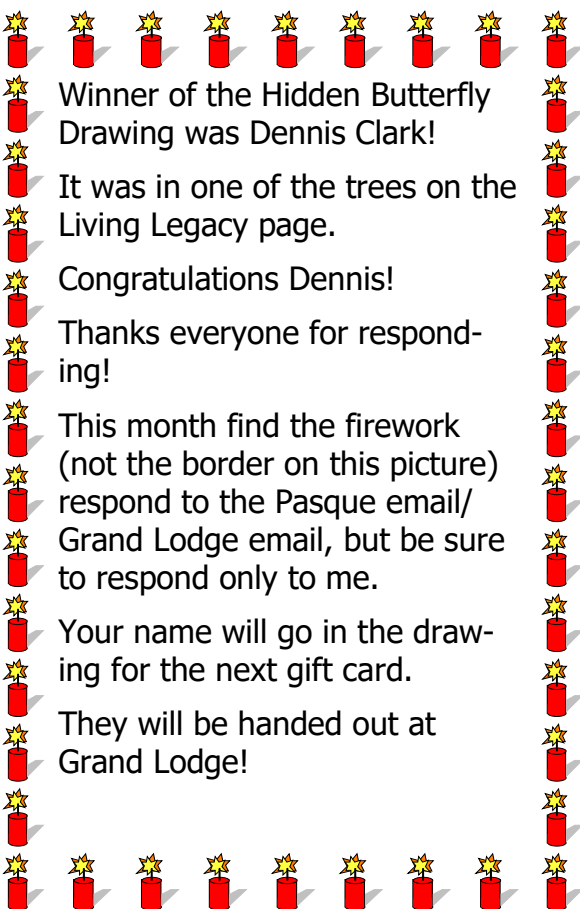 Winner of the Hidden Butterfly
Drawing was Dennis Clark!
It was in one of the trees on the
Living Legacy page.
Congratulations Dennis!
Thanks everyone for respond-
ing!
This month find the firework
(not the border on this picture)
respond to the Pasque email/
Grand Lodge email, but be sure
to respond only to me.
Your name will go in the draw-
ing for the next gift card.
They will be handed out at
Grand Lodge!